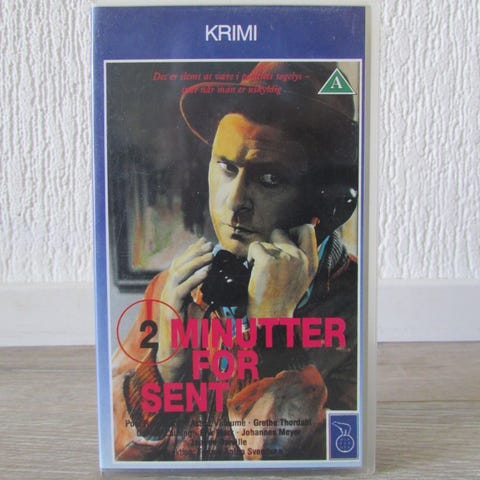 KRIMI
Det er slemt at være i politiets søgelys –
især når man er uskyldig
A
2 MINUTTER
FOR
SENT
Grethe Thordahl
Johannes Meyer